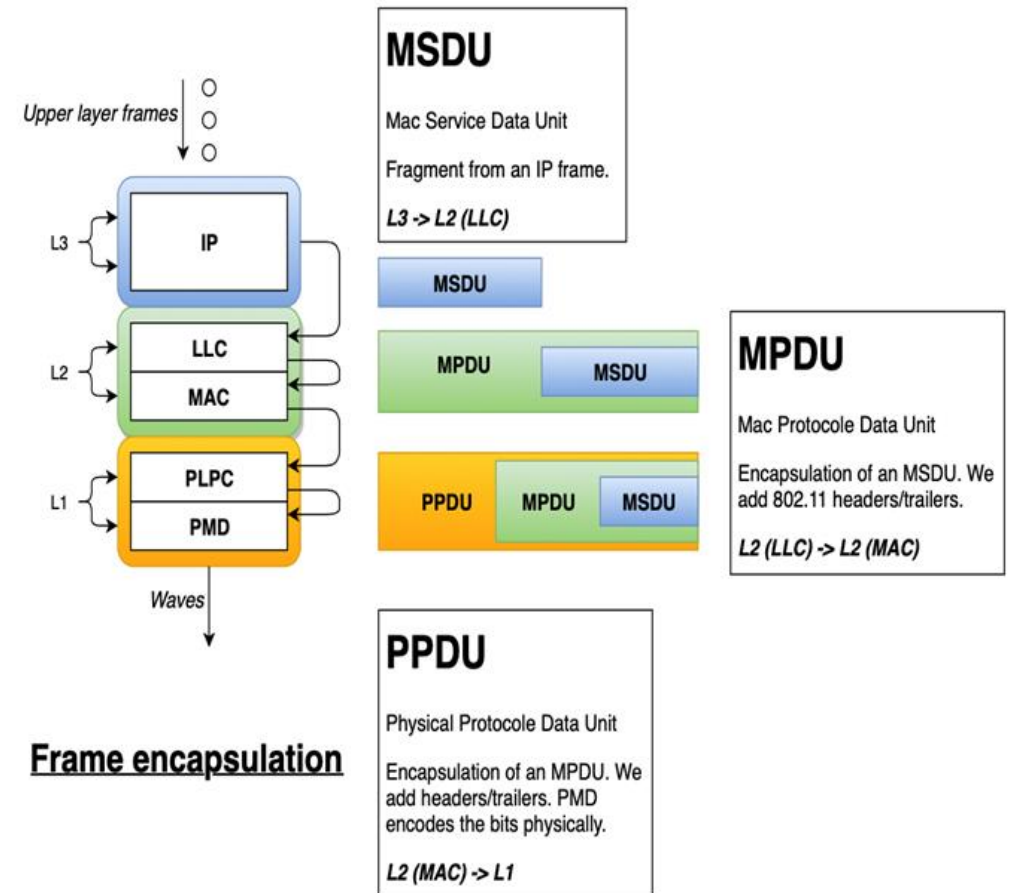 MSDU
Mac Service Data Unit
Fragment from an IP frame.
L3 -> L2 (LLC)
Upper layer frames
L3
IP
MSDU
L2
LLC
MAC
MPDU
MSDU
L1
PLPC
PMD
PPDU
MPDU
MSDU
Waves
MPDU
Mac Protocole Data Unit
Encapsulation of an MSDU. We
add 802.11 headers/trailers.
L2 (LLC) -> L2 (MAC)
PPDU
Physical Protocole Data Unit
Encapsulation of an MPDU. We
add headers/trailers. PMD
encodes the bits physically.
L2 (MAC) -> L1
Frame encapsulation